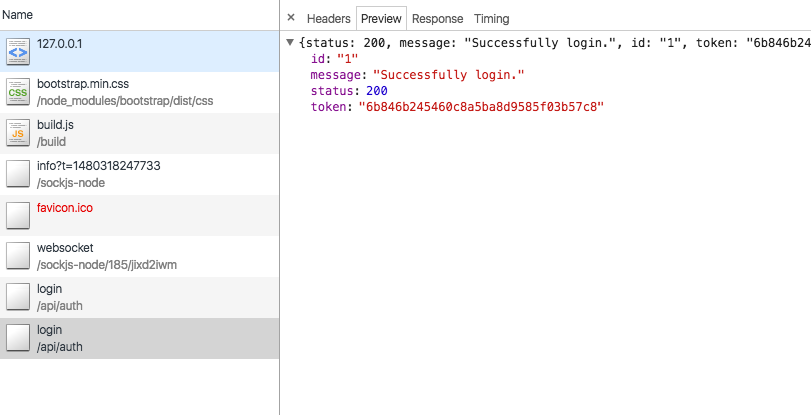 Name
× Headers Preview Response Timing
127.0.0.1
bootstrap.min.css
/node_modules/bootstrap/dist/css
build.js
/build
info?t=1480318247733
/sockjs-node
favicon.ico
websocket
/sockjs-node/185/jixd2iwm
login
/api/auth
login
/api/auth
CSS
JS
▼ {status: 200, message: "Successfully login.", id: "1", token: "6b846b24
id: "1"
message: "Successfully login."
status: 200
token: "6b846b245460c8a5ba8d9585f03b57c8"